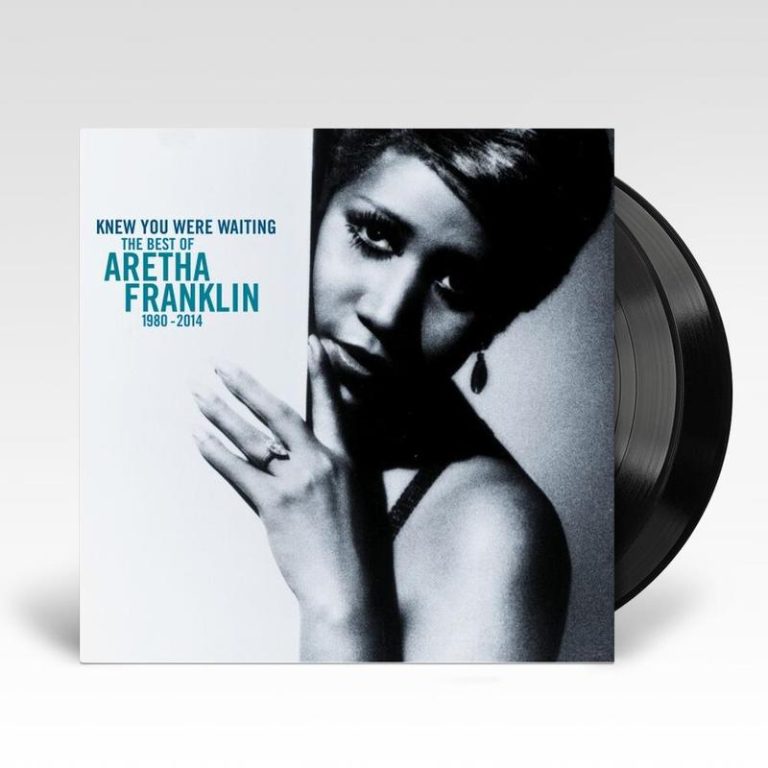 KNEW YOU WERE WAITING
THE BEST OF
ARETHA
FRANKLIN
1980 - 2014